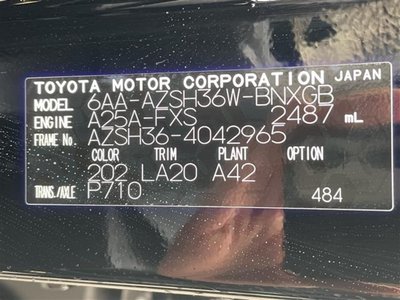 TOYOTA MOTOR CORPORATION JAPAN
MODEL 6AA-AZSH36W-BNXGB
ENGINE A25A-FXS 2487 mL
FRAME No. AZSH36-4042965
COLOR TRIM PLANT OPTION
202 LA20 A42
TRANS./AXLE P710
484